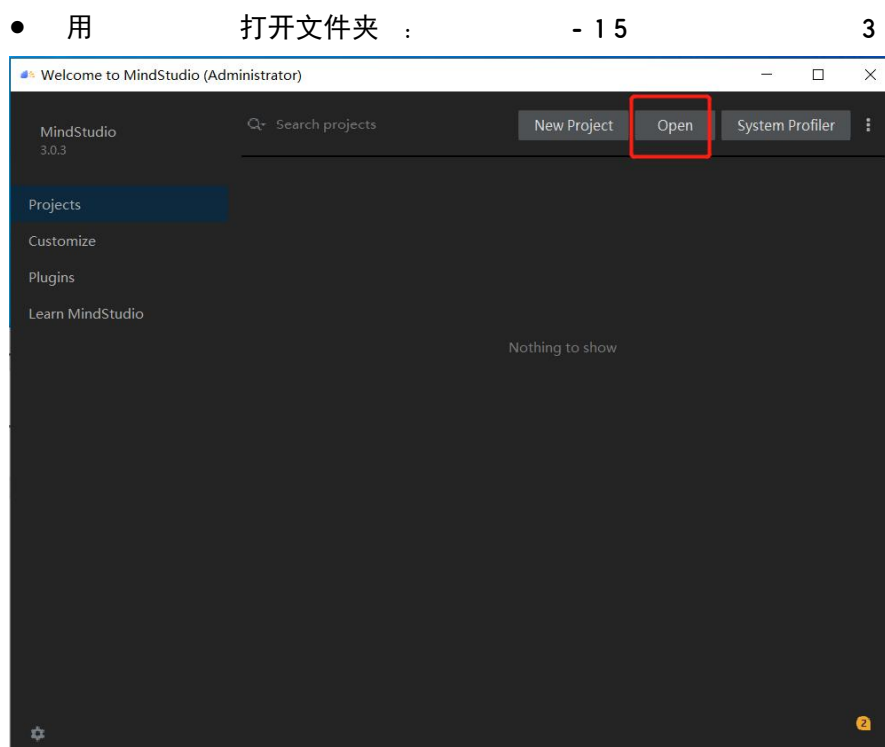 ● 用 打开文件夹 ： -15 3
Welcome to MindStudio (Administrator)
MindStudio
3.0.3
Search projects
New Project Open System Profiler
Projects
Customize
Plugins
Learn MindStudio
Nothing to show
2